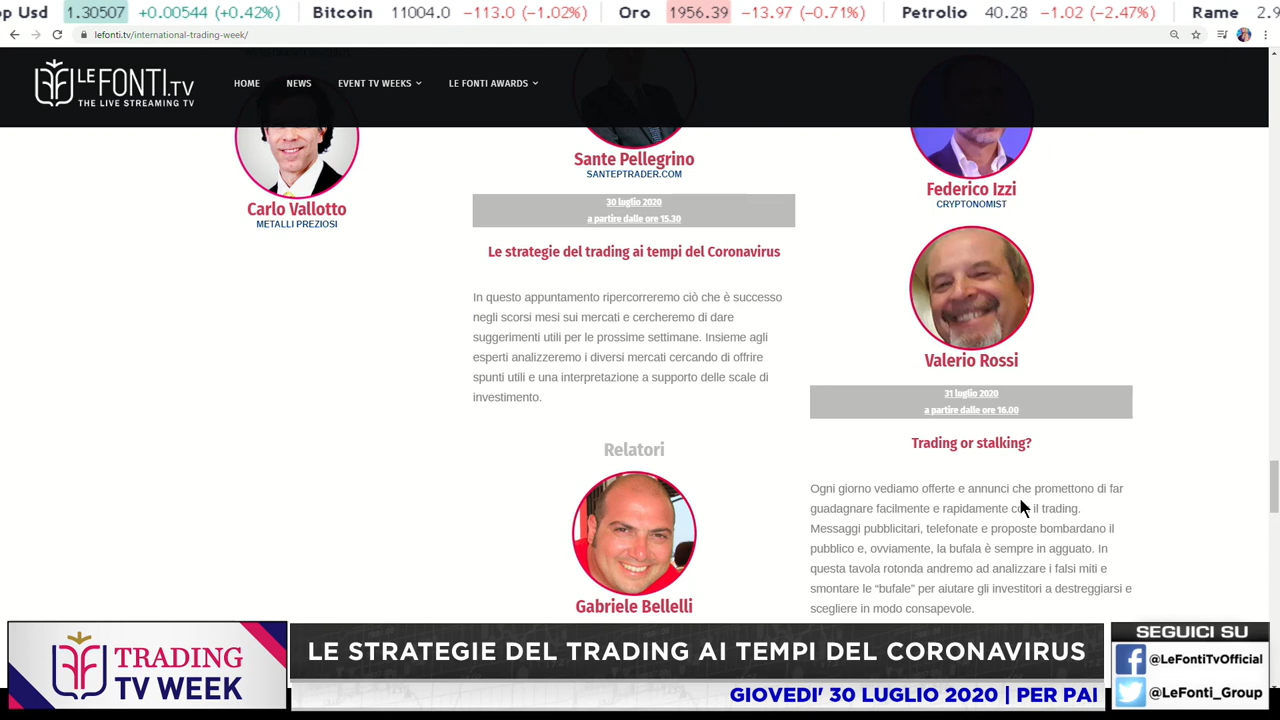 op Usd 1.30507 +0.00544 (+0.42%) Bitcoin 11004.0 −113.0 (−1.02%) Oro 1956.39 −13.97 (−0.71%) Petrolio 40.28 −1.02 (−2.47%) Rame 2.9
lefonti.tv/international-trading-week/
LEFONTI.TV
THE LIVE STREAMING TV
HOME NEWS EVENT TV WEEKS LE FONTI AWARDS
Carlo Vallotto
METALLI PREZIOSI
Sante Pellegrino
SANTEPTRADER.COM
30 luglio 2020
a partire dalle ore 15.30
Le strategie del trading ai tempi del Coronavirus
In questo appuntamento ripercorreremo ciò che è successo
negli scorsi mesi sui mercati e cercheremo di dare
suggerimenti utili per le prossime settimane. Insieme agli
esperti analizzeremo i diversi mercati cercando di offrire
spunti utili e una interpretazione a supporto delle scale di
investimento.
Relatori
Gabriele Bellelli
Federico Izzi
CRYPTONOMIST
Valerio Rossi
31 luglio 2020
a partire dalle ore 16.00
Trading or stalking?
Ogni giorno vediamo offerte e annunci che promettono di far
guadagnare facilmente e rapidamente con il trading.
Messaggi pubblicitari, telefonate e proposte bombardano il
pubblico e, ovviamente, la bufala è sempre in agguato. In
questa tavola rotonda andremo ad analizzare i falsi miti e
smontare le “bufale” per aiutare gli investitori a destreggiarsi e
scegliere in modo consapevole.
TRADING
TV WEEK
LE STRATEGIE DEL TRADING AI TEMPI DEL CORONAVIRUS
GIOVEDI' 30 LUGLIO 2020 | PER PAI
SEGUICI SU
@LeFontiTvOfficial
@LeFonti_Group